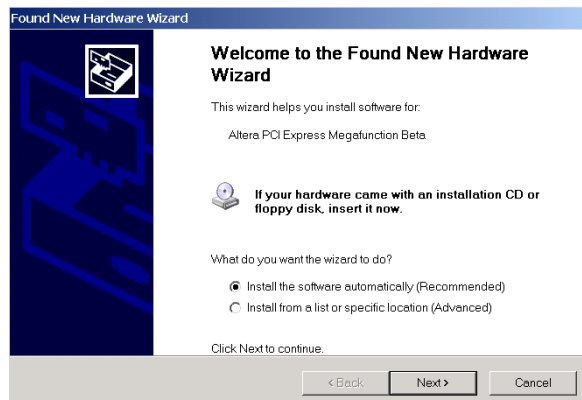 Found New Hardware Wizard
Welcome to the Found New Hardware
Wizard
This wizard helps you install software for:
Altera PCI Express Megafunction Beta
If your hardware came with an installation CD or
floppy disk, insert it now.
What do you want the wizard to do?
Install the software automatically (Recommended)
Install from a list or specific location (Advanced)
Click Next to continue.
< Back Next > Cancel